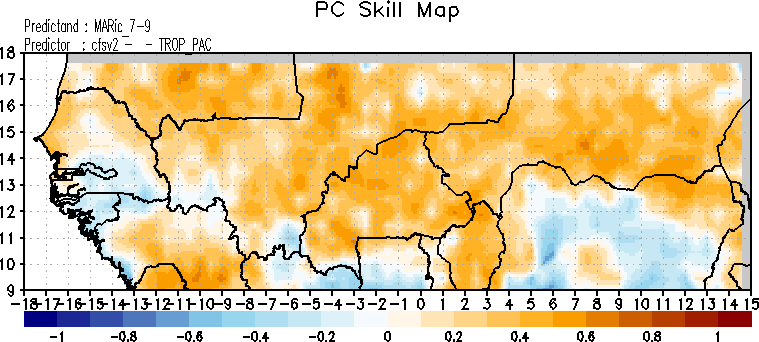 PC Skill Map
Predictand : MARic_7-9
Predictor : cfsv2_- - TROP_PAC
18
17
16
15
14
13
12
11
10
9
-18 -17 -16 -15 -14 -13 -12 -11 -10 -9 -8 -7 -6 -5 -4 -3 -2 -1 0 1 2 3 4 5 6 7 8 9 10 11 12 13 14 15
-1 -0.8 -0.6 -0.4 -0.2 0 0.2 0.4 0.6 0.8 1